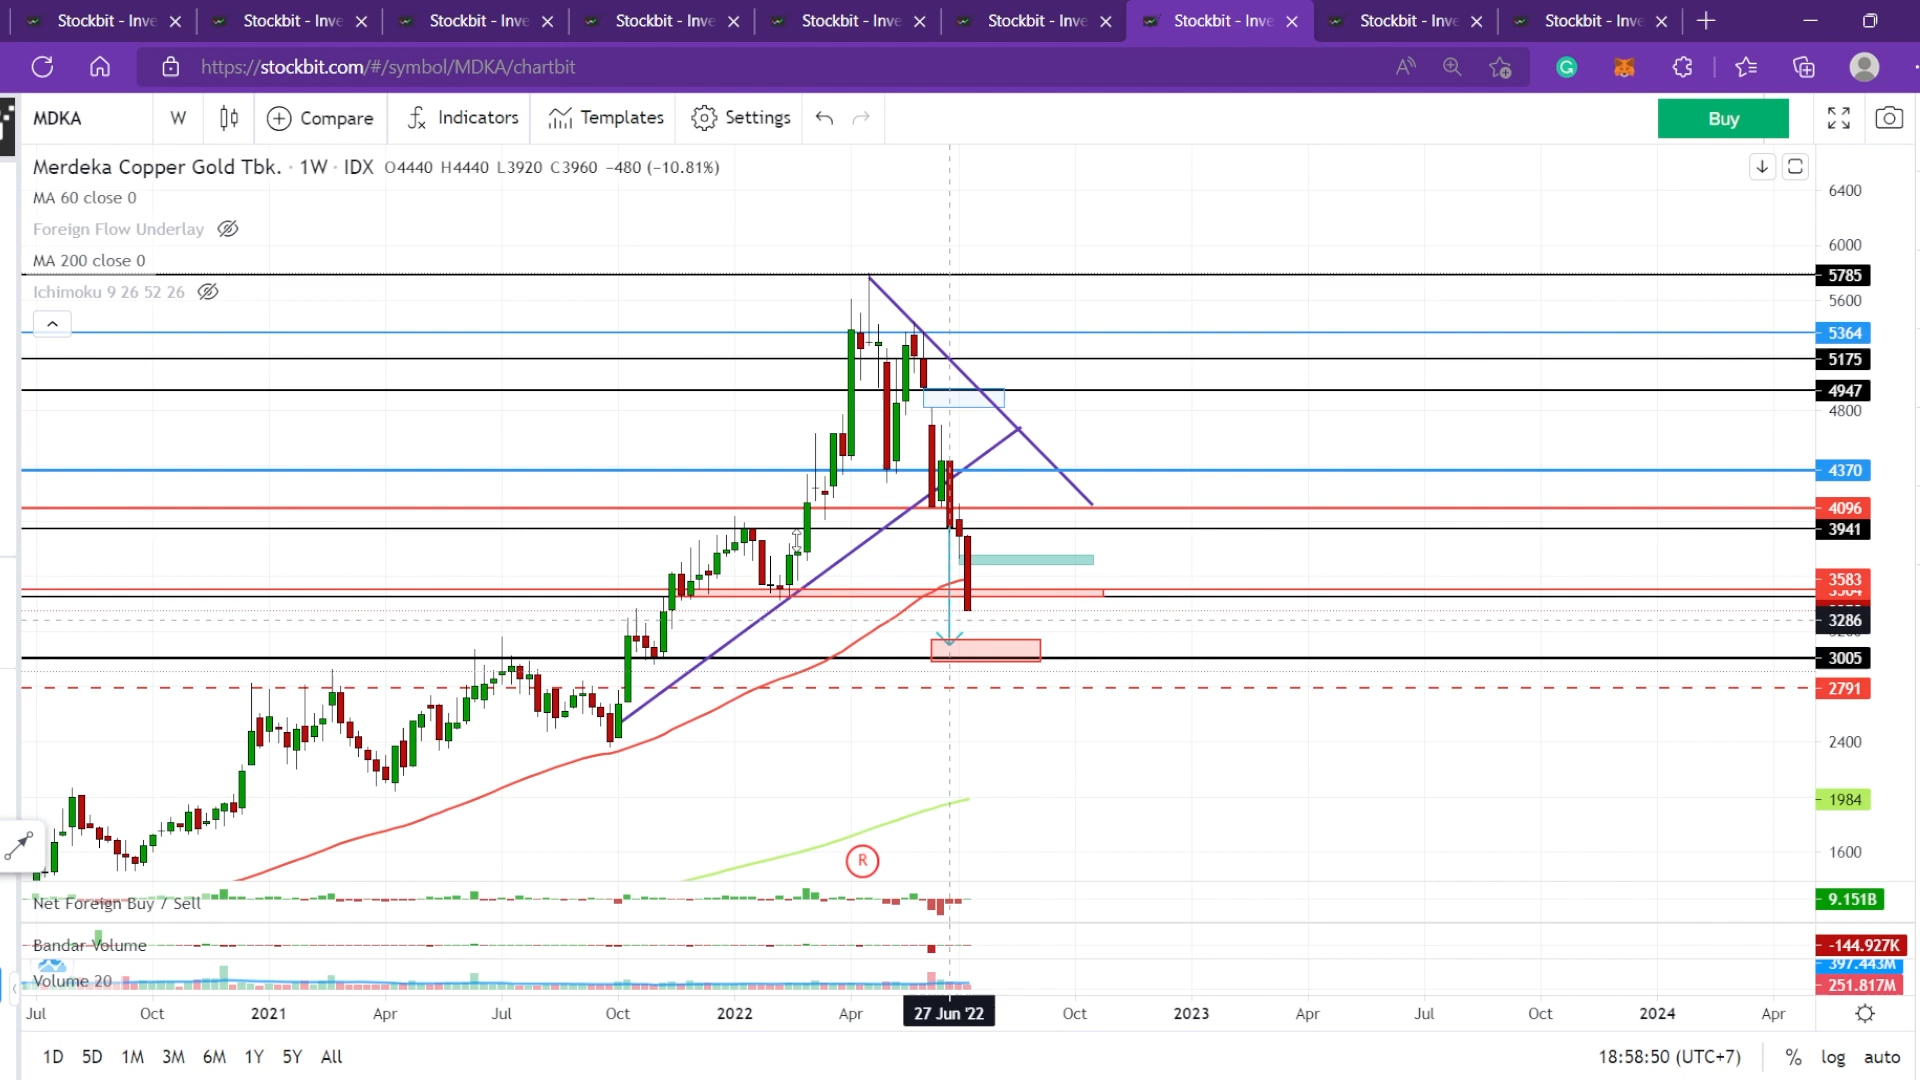 Stockbit - Inve Stockbit - Inve Stockbit - Inve Stockbit - Inve Stockbit - Inve Stockbit - Inve Stockbit - Inve Stockbit - Inve Stockbit - Inve
https://stockbit.com/#/symbol/MDKA/chartbit
MDKA W Compare Indicators Templates Settings Buy
Merdeka Copper Gold Tbk. · 1W · IDX O4440 H4440 L3920 C3960 −480 (−10.81%)
MA 60 close 0
Foreign Flow Underlay
MA 200 close 0
Ichimoku 9 26 52 26
6400
6000
5785
5600
5364
5175
4947
4800
4370
4096
3941
3583
3286
3005
2791
2400
1984
1600
R
Net Foreign Buy / Sell 9.151B
Bandar Volume -144.927K
397.443M
Volume 20 251.817M
Jul Oct 2021 Apr Jul Oct 2022 Apr 27 Jun '22 Oct 2023 Apr Jul Oct 2024 Apr
1D 5D 1M 3M 6M 1Y 5Y All 18:58:50 (UTC+7) % log auto